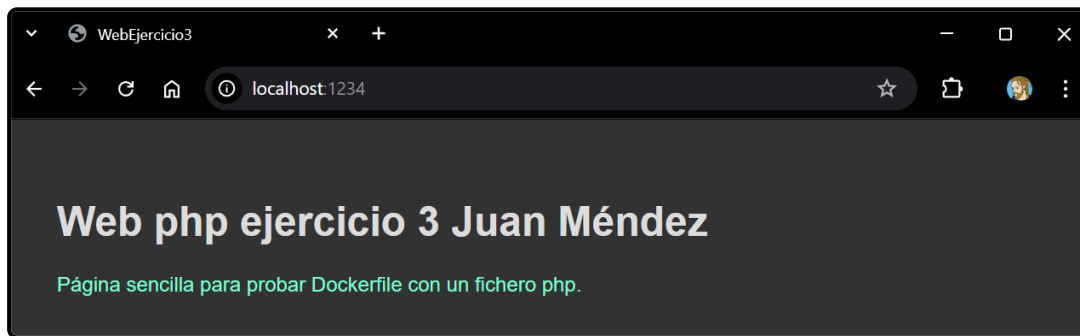 WebEjercicio3
localhost:1234
Web php ejercicio 3 Juan Méndez
Página sencilla para probar Dockerfile con un fichero php.